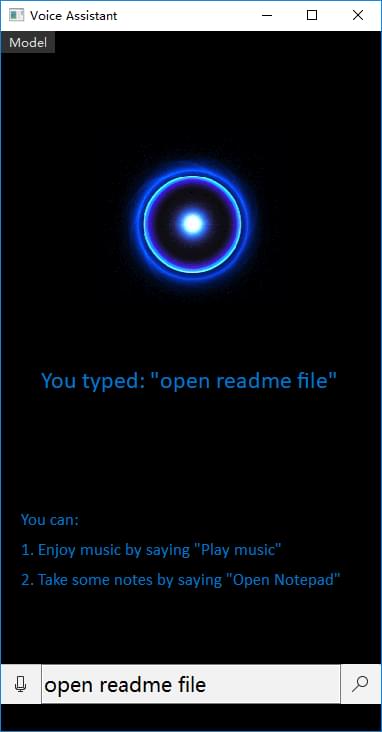 Voice Assistant
Model
You typed: "open readme file"
You can:
1. Enjoy music by saying "Play music"
2. Take some notes by saying "Open Notepad"
open readme file